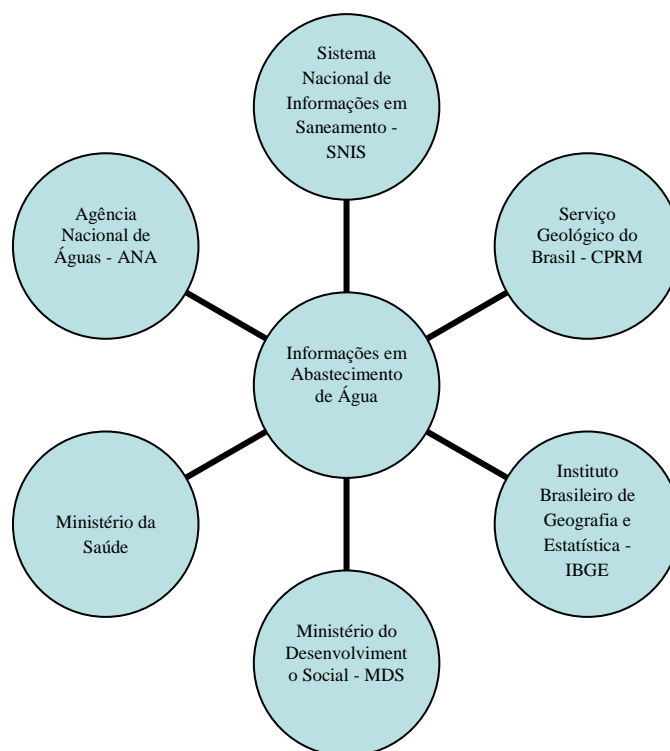 Sistema
Nacional de
Informações em
Saneamento -
SNIS
Agência
Nacional de
Águas - ANA
Serviço
Geológico do
Brasil - CPRM
Informações em
Abastecimento
de Água
Ministério da
Saúde
Instituto
Brasileiro de
Geografia e
Estatística -
IBGE
Ministério do
Desenvolviment
o Social - MDS